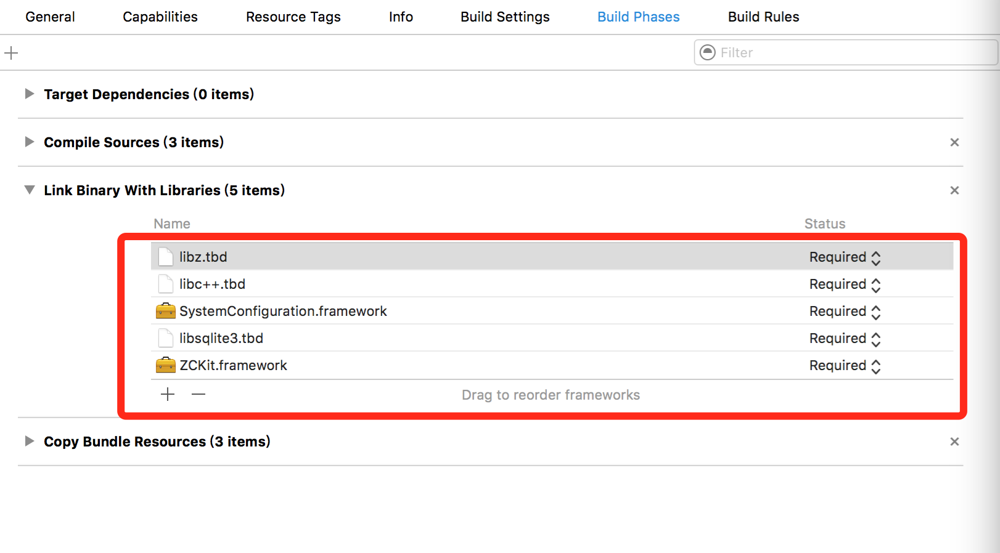 General Capabilities Resource Tags Info Build Settings Build Phases Build Rules
Filter
Target Dependencies (0 items)
Compile Sources (3 items)
Link Binary With Libraries (5 items)
Name Status
libz.tbd Required
libc++.tbd Required
SystemConfiguration.framework Required
libsqlite3.tbd Required
ZCKit.framework Required
Drag to reorder frameworks
Copy Bundle Resources (3 items)